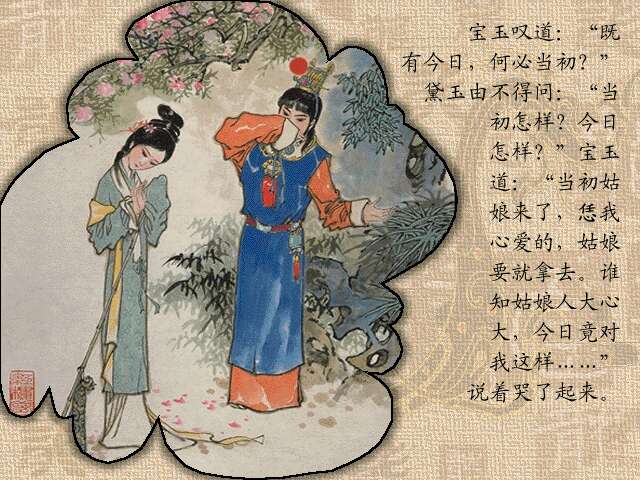 宝玉叹道：“既
有今日，何必当初？”
黛玉由不得问：“当
初怎样？今日
怎样？”宝玉
道：“当初姑
娘来了，凭我
心爱的，姑娘
要就拿去。谁
知姑娘人大心
大，今日竟对
我这样……”
说着哭了起来。